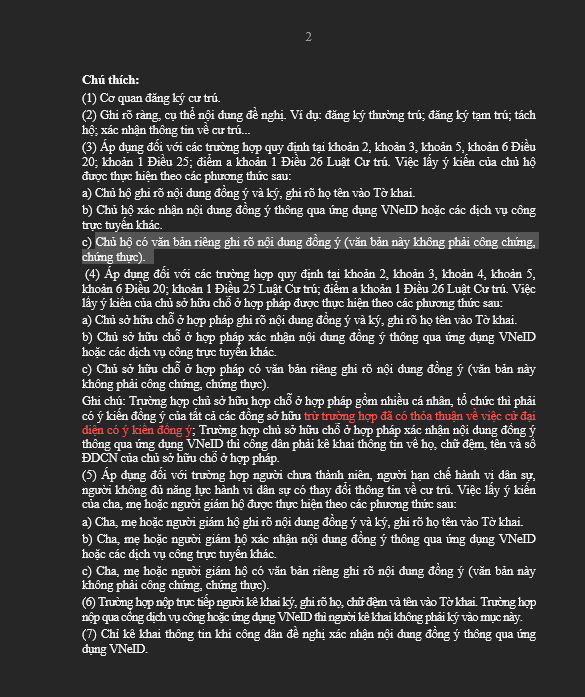 2
Chú thích:
(1) Cơ quan đăng ký cư trú.
(2) Ghi rõ ràng, cụ thể nội dung đề nghị. Ví dụ: đăng ký thường trú; đăng ký tạm trú; tách
hộ; xác nhận thông tin về cư trú...
(3) Áp dụng đối với các trường hợp quy định tại khoản 2, khoản 3, khoản 5, khoản 6 Điều
20; khoản 1 Điều 25; điểm a khoản 1 Điều 26 Luật Cư trú. Việc lấy ý kiến của chủ hộ
được thực hiện theo các phương thức sau:
a) Chủ hộ ghi rõ nội dung đồng ý và ký, ghi rõ họ tên vào Tờ khai.
b) Chủ hộ xác nhận nội dung đồng ý thông qua ứng dụng VNeID hoặc các dịch vụ công
trực tuyến khác.
c) Chủ hộ có văn bản riêng ghi rõ nội dung đồng ý (văn bản này không phải công chứng,
chứng thực).
(4) Áp dụng đối với các trường hợp quy định tại khoản 2, khoản 3, khoản 4, khoản 5,
khoản 6 Điều 20; khoản 1 Điều 25 Luật Cư trú; điểm a khoản 1 Điều 26 Luật Cư trú. Việc
lấy ý kiến của chủ sở hữu chỗ ở hợp pháp được thực hiện theo các phương thức sau:
a) Chủ sở hữu chỗ ở hợp pháp ghi rõ nội dung đồng ý và ký, ghi rõ họ tên vào Tờ khai.
b) Chủ sở hữu chỗ ở hợp pháp xác nhận nội dung đồng ý thông qua ứng dụng VNeID
hoặc các dịch vụ công trực tuyến khác.
c) Chủ sở hữu chỗ ở hợp pháp có văn bản riêng ghi rõ nội dung đồng ý (văn bản này
không phải công chứng, chứng thực).
Ghi chú: Trường hợp chủ sở hữu hợp chỗ ở hợp pháp gồm nhiều cá nhân, tổ chức thì phải
có ý kiến đồng ý của tất cả các đồng sở hữu trừ trường hợp đã có thỏa thuận về việc cử đại
diện có ý kiến đồng ý; Trường hợp chủ sở hữu chỗ ở hợp pháp xác nhận nội dung đồng ý
thông qua ứng dụng VNeID thì công dân phải kê khai thông tin về họ, chữ đệm, tên và số
ĐDCN của chủ sở hữu chỗ ở hợp pháp.
(5) Áp dụng đối với trường hợp người chưa thành niên, người hạn chế hành vi dân sự,
người không đủ năng lực hành vi dân sự có thay đổi thông tin về cư trú. Việc lấy ý kiến
của cha, mẹ hoặc người giám hộ được thực hiện theo các phương thức sau:
a) Cha, mẹ hoặc người giám hộ ghi rõ nội dung đồng ý và ký, ghi rõ họ tên vào Tờ khai.
b) Cha, mẹ hoặc người giám hộ xác nhận nội dung đồng ý thông qua ứng dụng VNeID
hoặc các dịch vụ công trực tuyến khác.
c) Cha, mẹ hoặc người giám hộ có văn bản riêng ghi rõ nội dung đồng ý (văn bản này
không phải công chứng, chứng thực).
(6) Trường hợp nộp trực tiếp người kê khai ký, ghi rõ họ, chữ đệm và tên vào Tờ khai. Trường hợp
nộp qua cổng dịch vụ công hoặc ứng dụng VNeID thì người kê khai không phải ký vào mục này.
(7) Chỉ kê khai thông tin khi công dân đề nghị xác nhận nội dung đồng ý thông qua ứng
dụng VNeID.